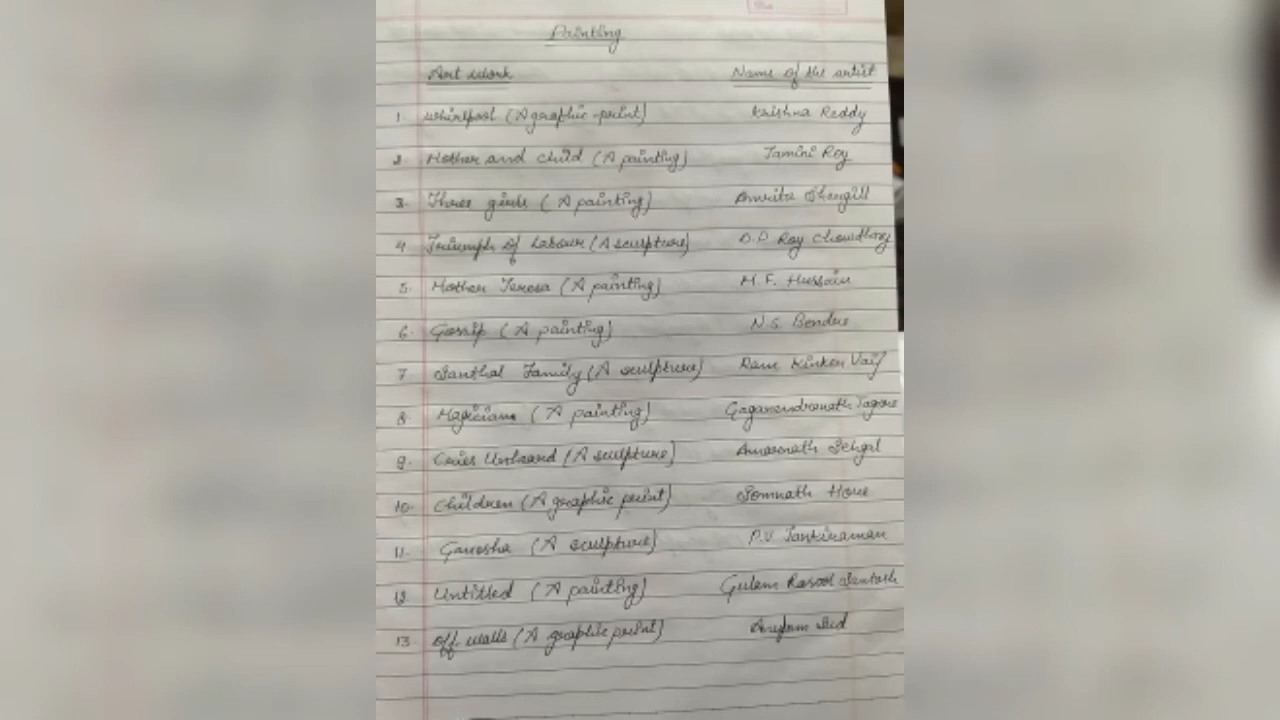 Painting
Art work Name of the artist
1. Whirlpool (A graphic print) Krishna Reddy
2. Mother and child (A painting) Jamini Roy
3. Three girls (A painting) Amrita Shergill
4. Triumph of Labour (A sculpture) D.P Roy Chowdhary
5. Mother Teresa (A painting) M.F. Hussain
6. Gossip (A painting) N.S. Bendre
7 Santhal Family (A sculpture) Ram Kinker Vaij
8. Magicians (A painting) Gaganendranath Tagore
9. Cries Unheard (A sculpture) Amarnath Sehgal
10. Children (A graphic print) Somnath Hore
11. Ganesha (A sculpture) P.V. Jankiraman
12 Untitled (A painting) Gulam Rasool Santosh
13. Off walls (A graphic print) Anupam Sud